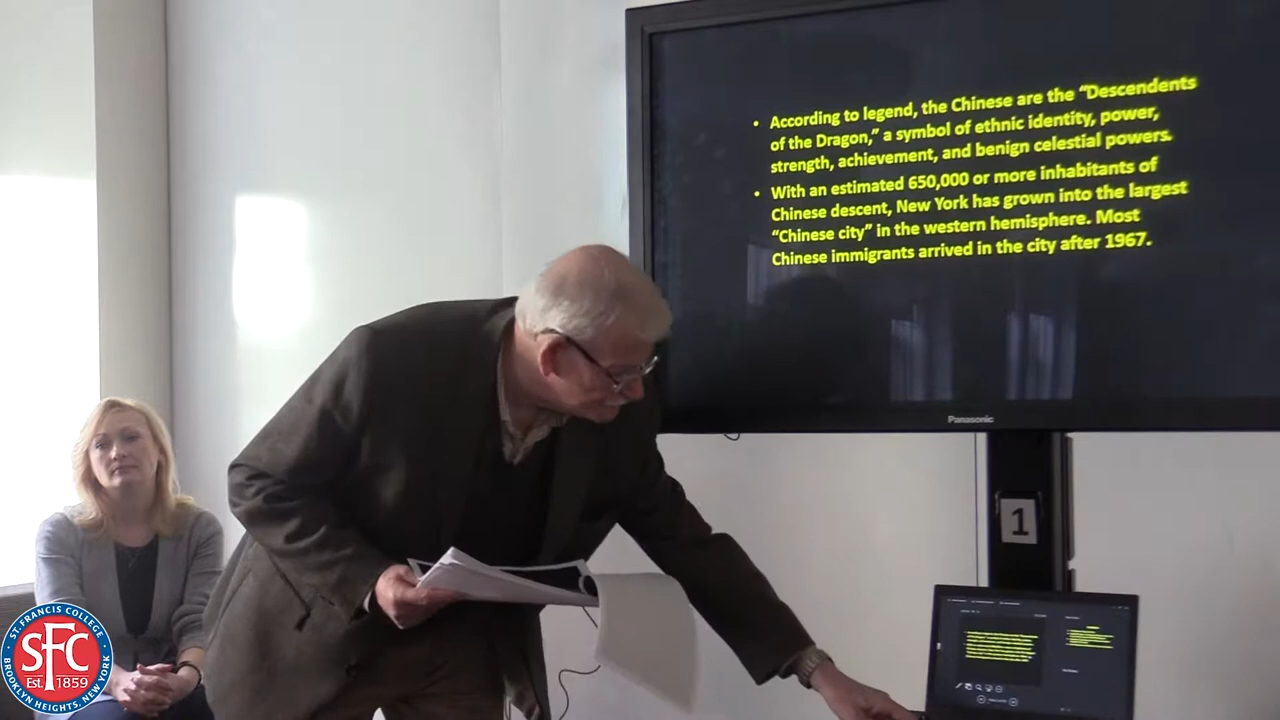 • According to legend, the Chinese are the “Descendents
of the Dragon,” a symbol of ethnic identity, power,
strength, achievement, and benign celestial powers.
• With an estimated 650,000 or more inhabitants of
Chinese descent, New York has grown into the largest
“Chinese city” in the western hemisphere. Most
Chinese immigrants arrived in the city after 1967.
Panasonic
1
ST. FRANCIS COLLEGE
SFC
EST. 1859
BROOKLYN HEIGHTS, NEW YORK